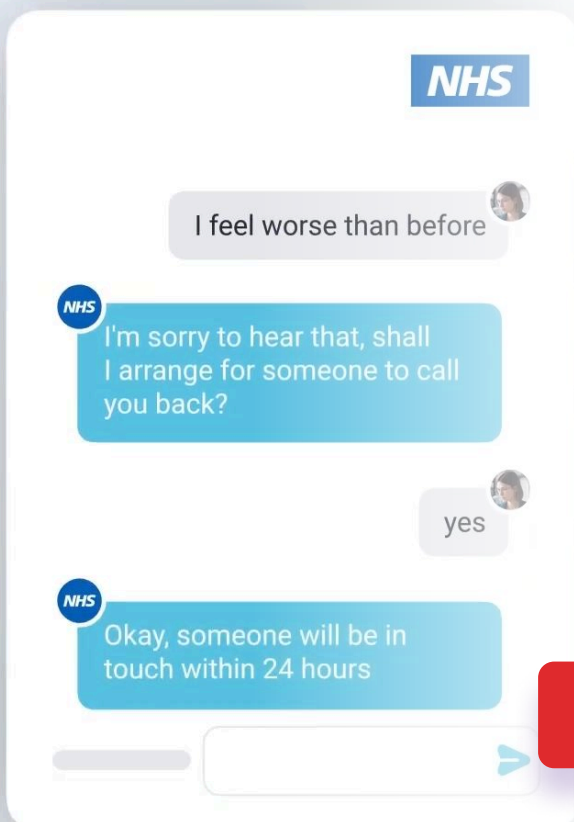 NHS
I feel worse than before
NHS
I'm sorry to hear that, shall
I arrange for someone to call
you back?
yes
NHS
Okay, someone will be in
touch within 24 hours